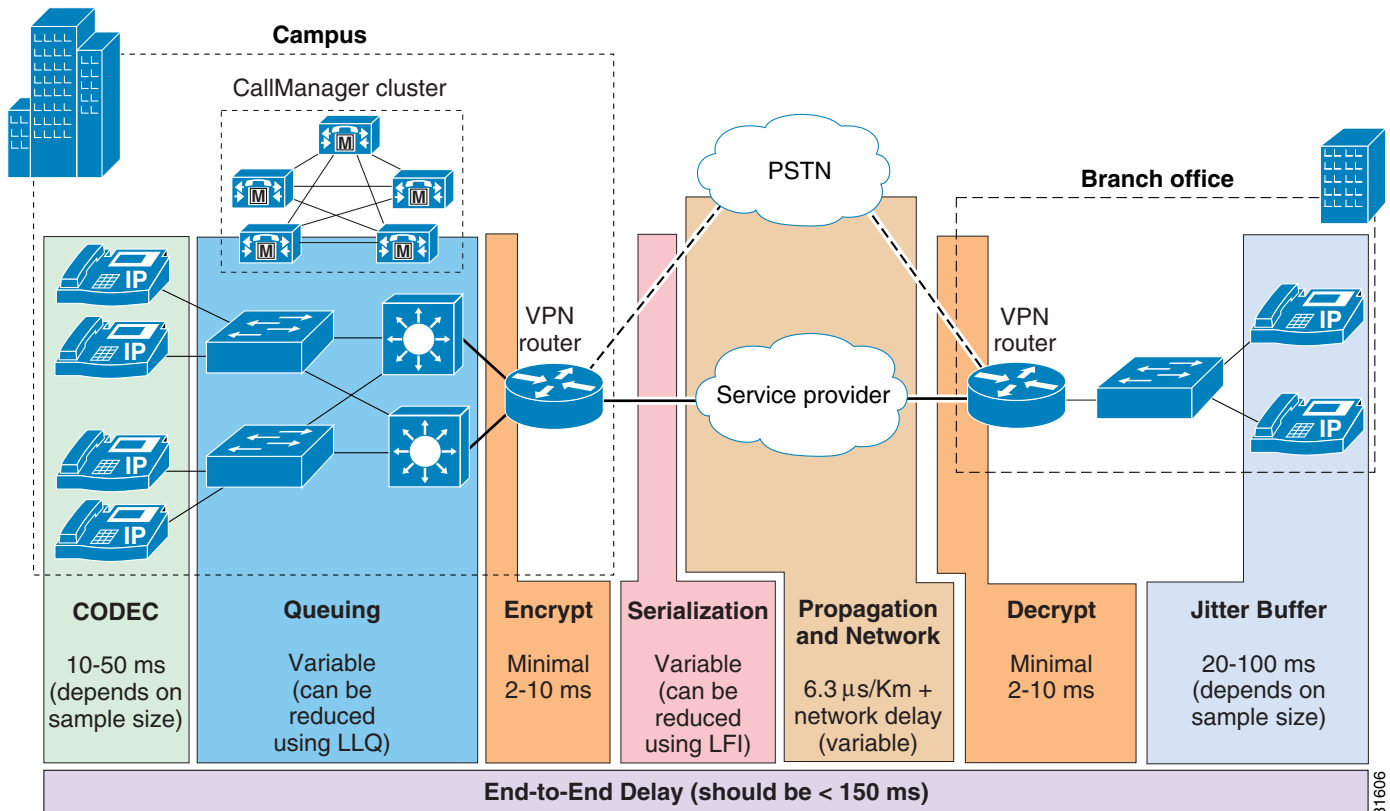 Campus
CallManager cluster
M
M
M
M
M
PSTN
Branch office
IP
IP
IP
IP
VPN
router
Service provider
VPN
router
IP
IP
CODEC
10-50 ms
(depends on
sample size)
Queuing
Variable
(can be
reduced
using LLQ)
Encrypt
Minimal
2-10 ms
Serialization
Variable
(can be
reduced
using LFI)
Propagation
and Network
6.3 μs/Km +
network delay
(variable)
Decrypt
Minimal
2-10 ms
Jitter Buffer
20-100 ms
(depends on
sample size)
End-to-End Delay (should be < 150 ms)